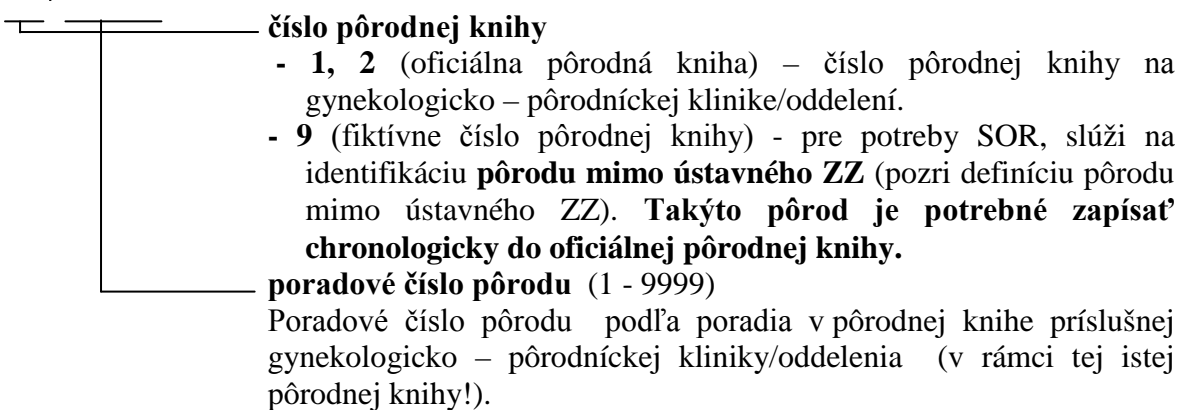 číslo pôrodnej knihy
- 1, 2 (oficiálna pôrodná kniha) – číslo pôrodnej knihy na
gynekologicko – pôrodníckej klinike/oddelení.
- 9 (fiktívne číslo pôrodnej knihy) - pre potreby SOR, slúži na
identifikáciu pôrodu mimo ústavného ZZ (pozri definíciu pôrodu
mimo ústavného ZZ). Takýto pôrod je potrebné zapísať
chronologicky do oficiálnej pôrodnej knihy.
poradové číslo pôrodu (1 - 9999)
Poradové číslo pôrodu podľa poradia v pôrodnej knihe príslušnej
gynekologicko – pôrodníckej kliniky/oddelenia (v rámci tej istej
pôrodnej knihy!).